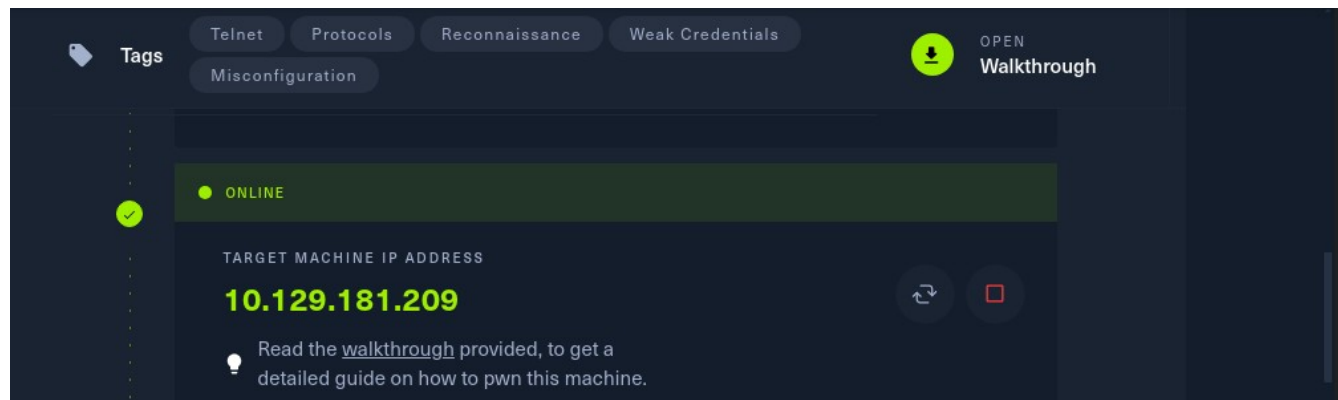 Tags
Telnet Protocols Reconnaissance Weak Credentials
Misconfiguration
OPEN
Walkthrough
ONLINE
TARGET MACHINE IP ADDRESS
10.129.181.209
Read the walkthrough provided, to get a
detailed guide on how to pwn this machine.